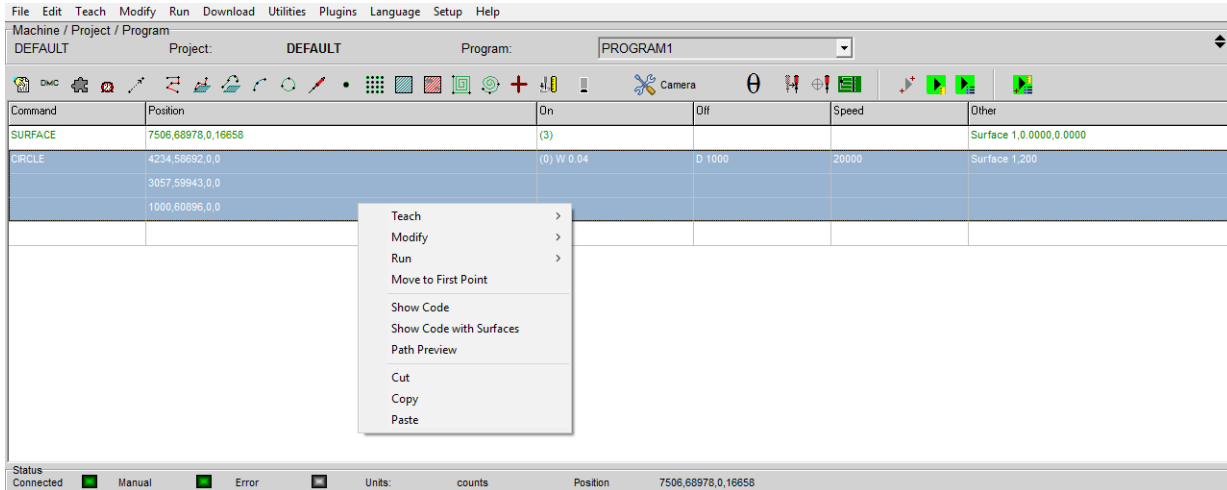 File Edit Teach Modify Run Download Utilities Plugins Language Setup Help
Machine / Project / Program
DEFAULT Project: DEFAULT Program: PROGRAM1
DMC Camera θ
Command Position On Off Speed Other
SURFACE 7506,68978,0,16658 (3) Surface 1,0.0000,0.0000
CIRCLE 4234,58692,0,0 (0) W 0.04 D 1000 20000 Surface 1,200
3057,59943,0,0
1000,60896,0,0
Teach
Modify
Run
Move to First Point
Show Code
Show Code with Surfaces
Path Preview
Cut
Copy
Paste
Status
Connected Manual Error Units: counts Position 7506,68978,0,16658